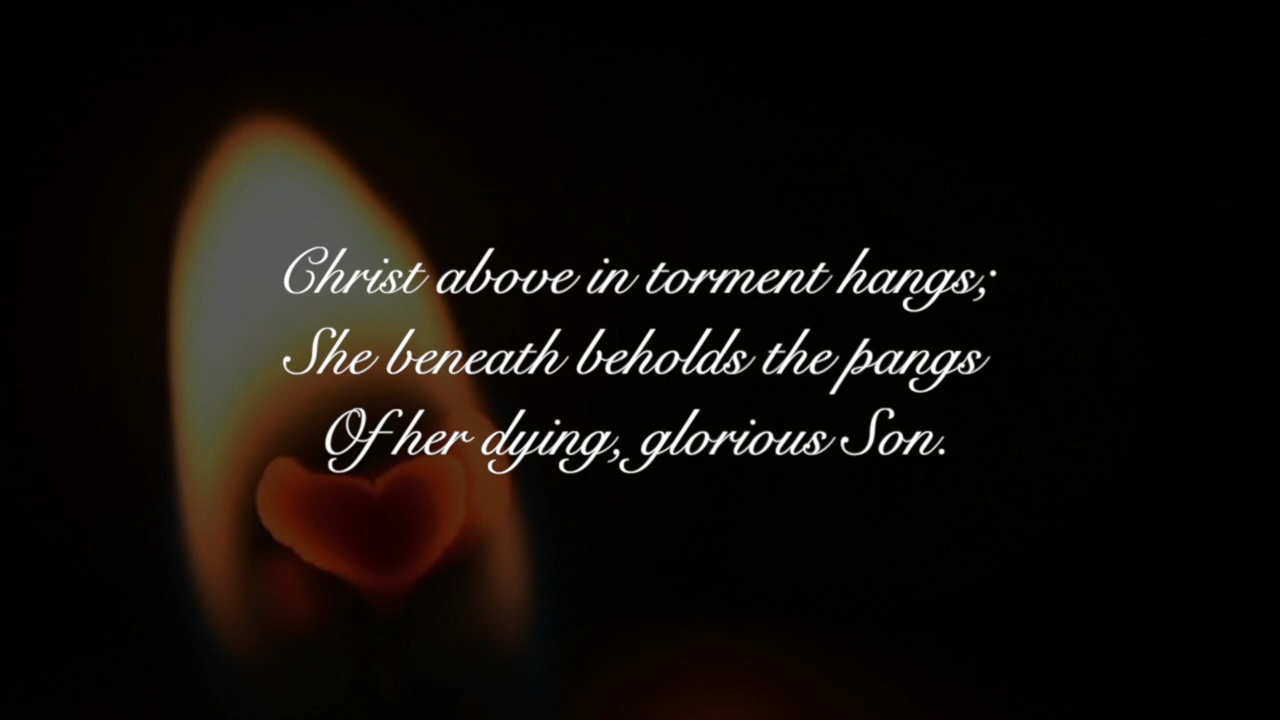 Christ above in torment hangs;
She beneath beholds the pangs
Of her dying, glorious Son.